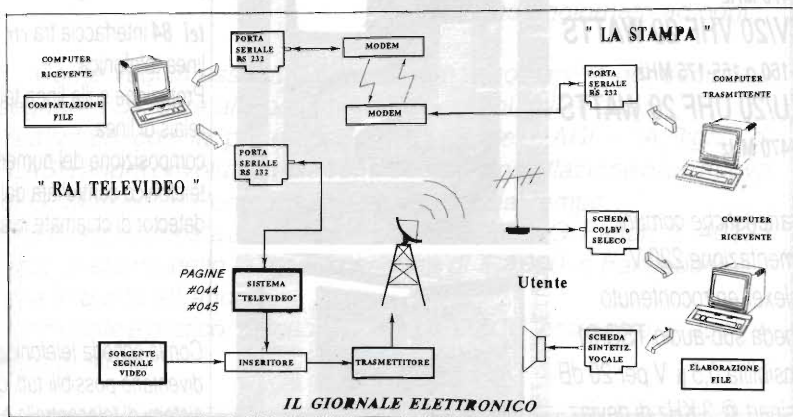 " LA STAMPA "
PORTA
SERIALE
RS 232
MODEM
COMPUTER
RICEVENTE
COMPATTAZIONE
FILE
PORTA
SERIALE
RS 232
COMPUTER
TRASMITTENTE
MODEM
PORTA
SERIALE
RS 232
" RAI TELEVIDEO "
SCHEDA
COLBY o
SELECO
COMPUTER
RICEVENTE
PAGINE
#044
#045
SISTEMA
"TELEVIDEO"
Utente
SORGENTE
SEGNALE
VIDEO
INSERITORE
TRASMETTITORE
SCHEDA
SINTETIZ.
VOCALE
ELABORAZIONE
FILE
IL GIORNALE ELETTRONICO